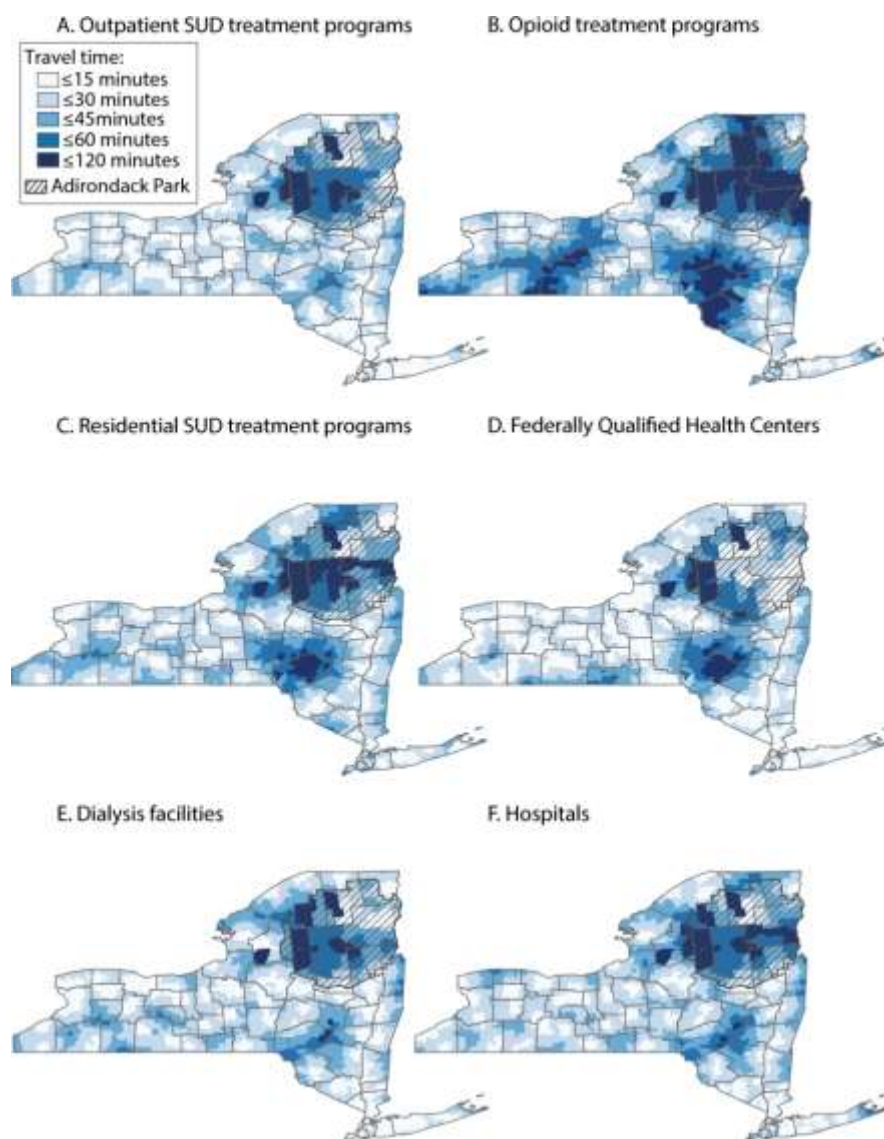 A. Outpatient SUD treatment programs
B. Opioid treatment programs
Travel time:
≤15 minutes
≤30 minutes
≤45minutes
≤60 minutes
≤120 minutes
Adirondack Park
C. Residential SUD treatment programs
D. Federally Qualified Health Centers
E. Dialysis facilities
F. Hospitals